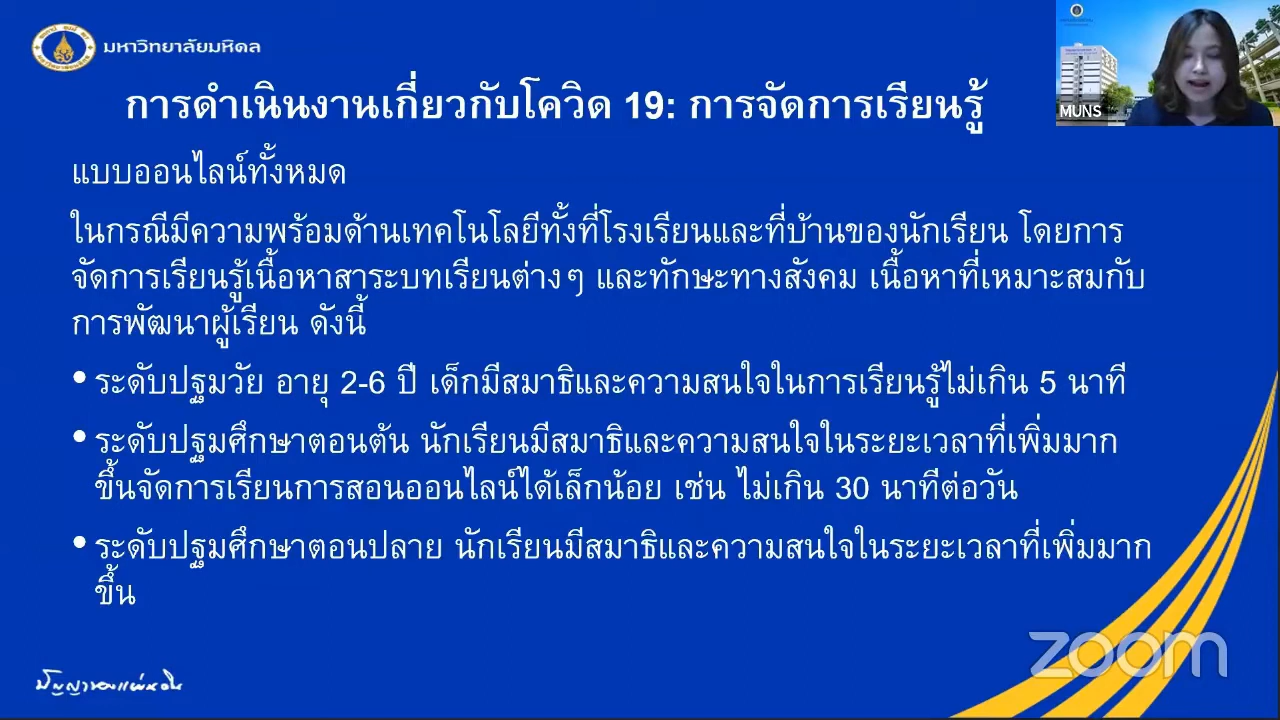 มหาวิทยาลัยมหิดล
MUNS
การดำเนินงานเกี่ยวกับโควิด 19: การจัดการเรียนรู้
แบบออนไลน์ทั้งหมด
ในกรณีมีความพร้อมด้านเทคโนโลยีทั้งที่โรงเรียนและที่บ้านของนักเรียน โดยการ
จัดการเรียนรู้เนื้อหาสาระบทเรียนต่างๆ และทักษะทางสังคม เนื้อหาที่เหมาะสมกับ
การพัฒนาผู้เรียน ดังนี้
• ระดับปฐมวัย อายุ 2-6 ปี เด็กมีสมาธิและความสนใจในการเรียนรู้ไม่เกิน 5 นาที
• ระดับปฐมศึกษาตอนต้น นักเรียนมีสมาธิและความสนใจในระยะเวลาที่เพิ่มมาก
ขึ้นจัดการเรียนการสอนออนไลน์ได้เล็กน้อย เช่น ไม่เกิน 30 นาทีต่อวัน
• ระดับปฐมศึกษาตอนปลาย นักเรียนมีสมาธิและความสนใจในระยะเวลาที่เพิ่มมาก
ขึ้น
zoom
ปัญญาของแผ่นดิน